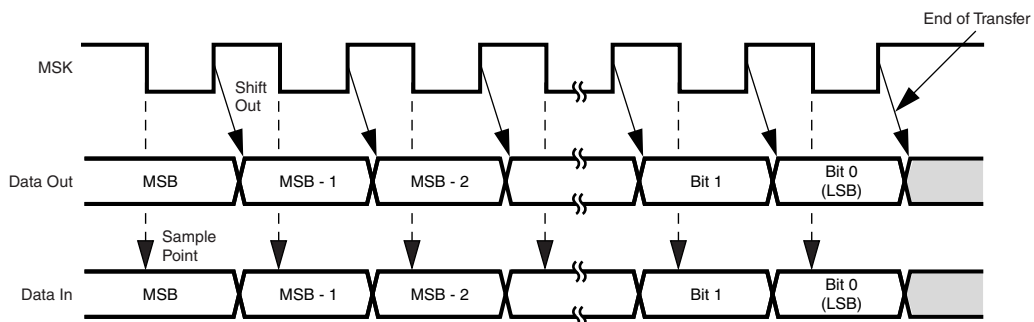 End of Transfer
MSK
Shift
Out
Data Out
MSB
MSB - 1
MSB - 2
Bit 1
Bit 0
(LSB)
Sample
Point
Data In
MSB
MSB - 1
MSB - 2
Bit 1
Bit 0
(LSB)